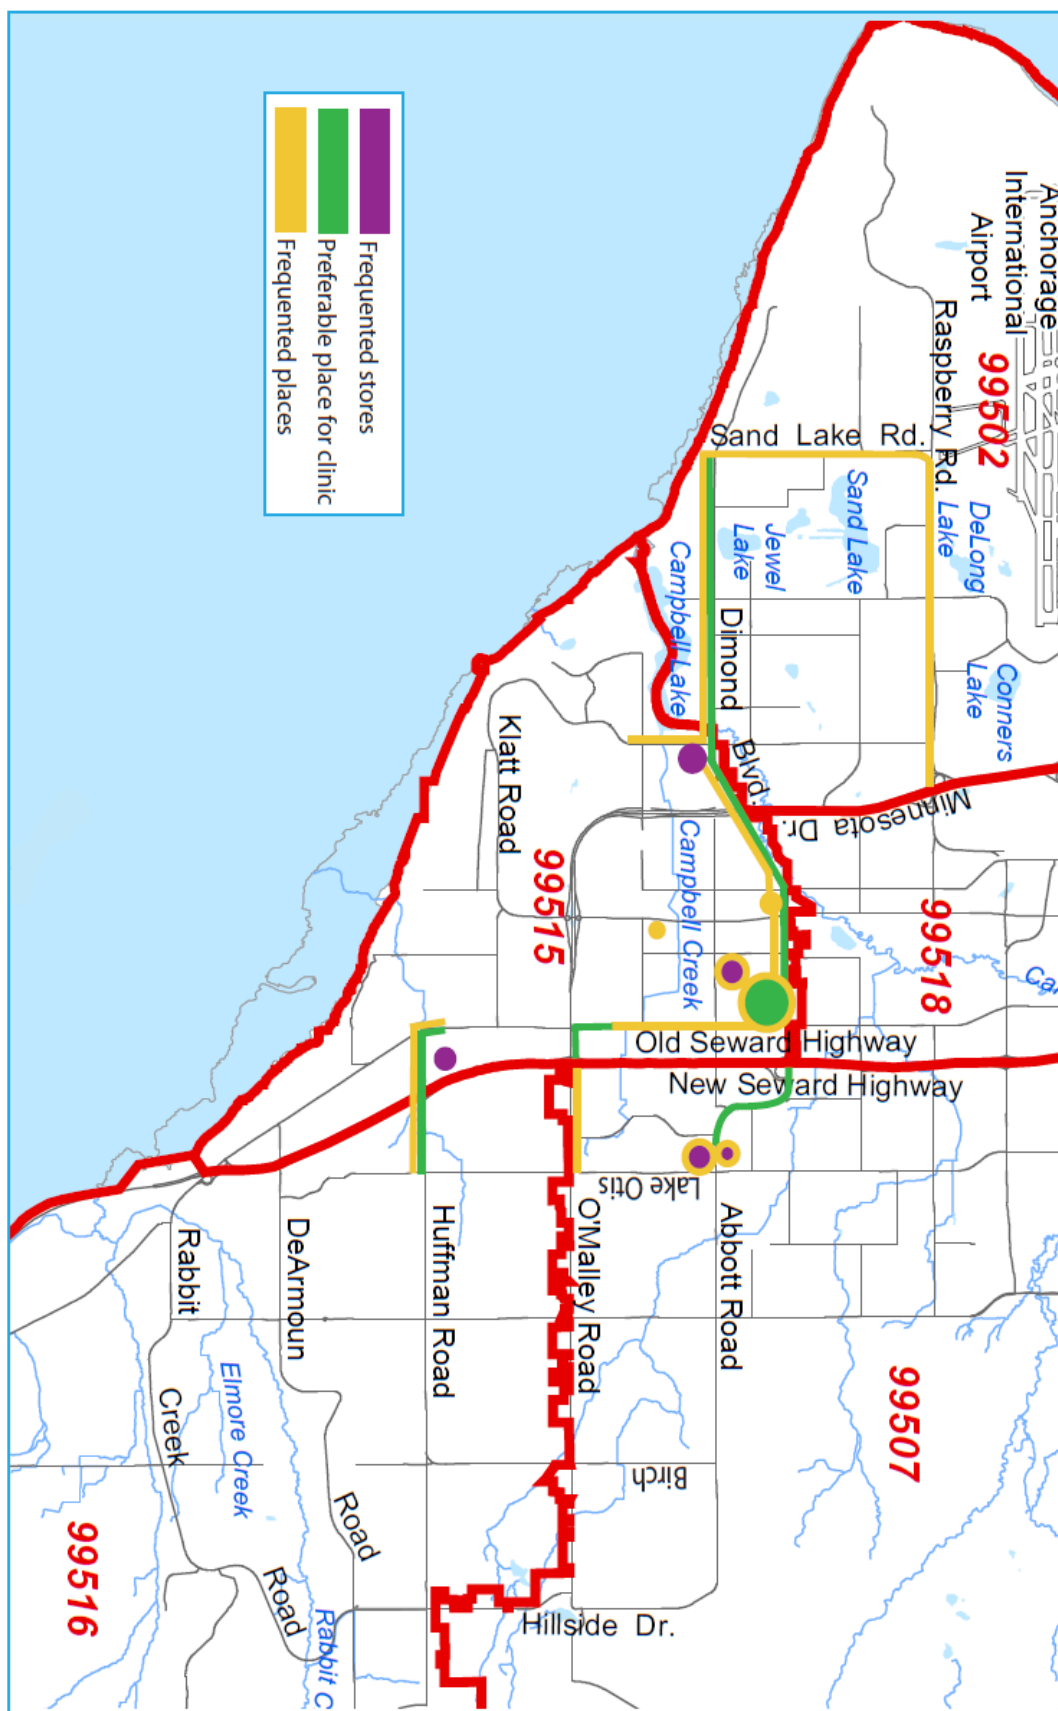 Anchorage
International
Airport
99502
Raspberry Rd.
Sand Lake Rd.
Frequented stores
Preferable place for clinic
Frequented places
DeLong
Lake
Sand Lake
Jewel
Lake
Campbell Lake
Dimond
Blvd.
Conners
Lake
Minnesota Dr.
Klatt Road
99515
Campbell Creek
99518
Old Seward Highway
New Seward Highway
Lake Otis
Abbott Road
O'Malley Road
Huffman Road
DeArmoun
Road
Rabbit
Creek
Road
Elmore Creek
99507
Birch
99516
Hillside Dr.
Rabbit C